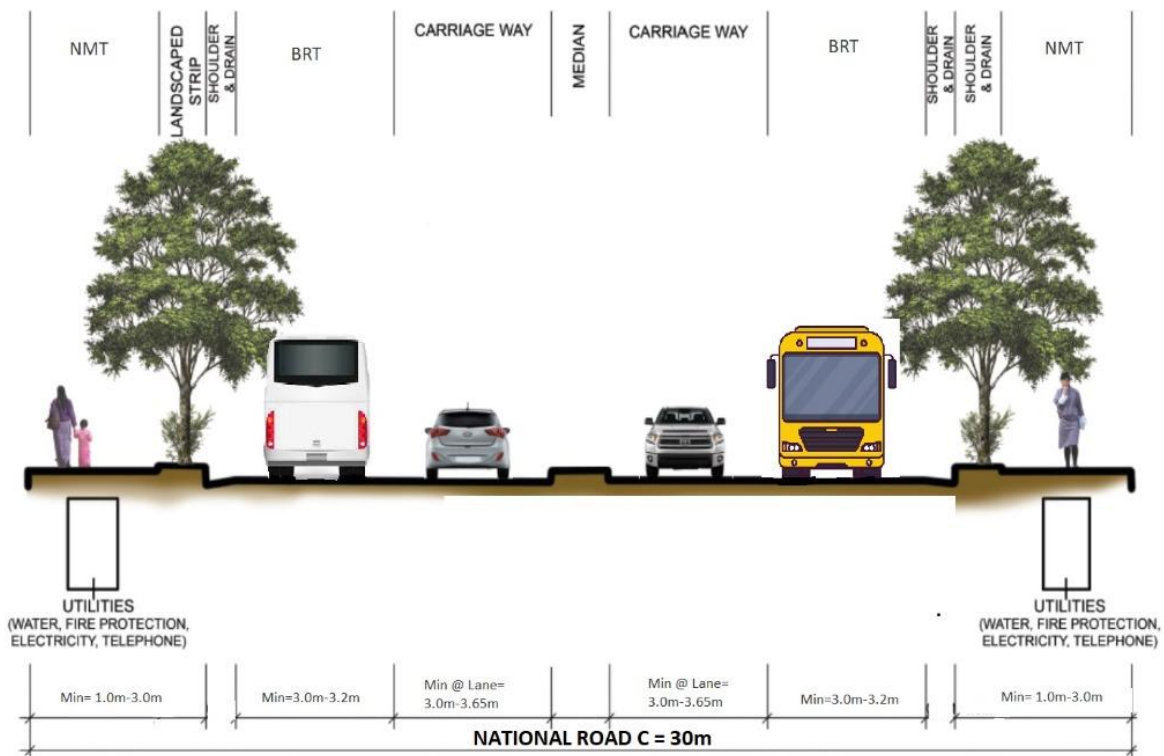 NMT
LANDSCAPED
STRIP
SHOULDER
& DRAIN
BRT
CARRIAGE WAY
MEDIAN
CARRIAGE WAY
BRT
SHOULDER
& DRAIN
SHOULDER
& DRAIN
NMT
UTILITIES
(WATER, FIRE PROTECTION,
ELECTRICITY, TELEPHONE)
UTILITIES
(WATER, FIRE PROTECTION,
ELECTRICITY, TELEPHONE)
Min= 1.0m-3.0m
Min=3.0m-3.2m
Min @ Lane=
3.0m-3.65m
Min @ Lane=
3.0m-3.65m
Min=3.0m-3.2m
Min= 1.0m-3.0m
NATIONAL ROAD C = 30m